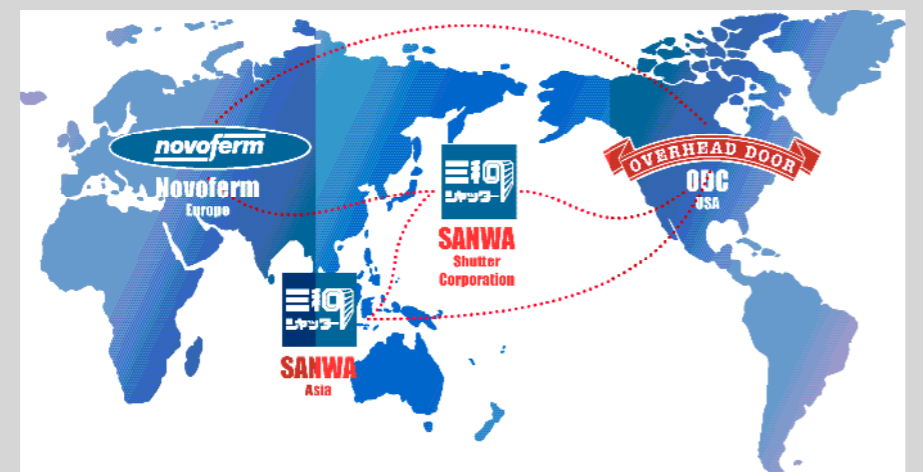 novoferm
Novoferm
Europe
三和
シャッター
SANWA
Shutter
Corporation
OVERHEAD DOOR
ODC
USA
三和
シャッター
SANWA
Asia